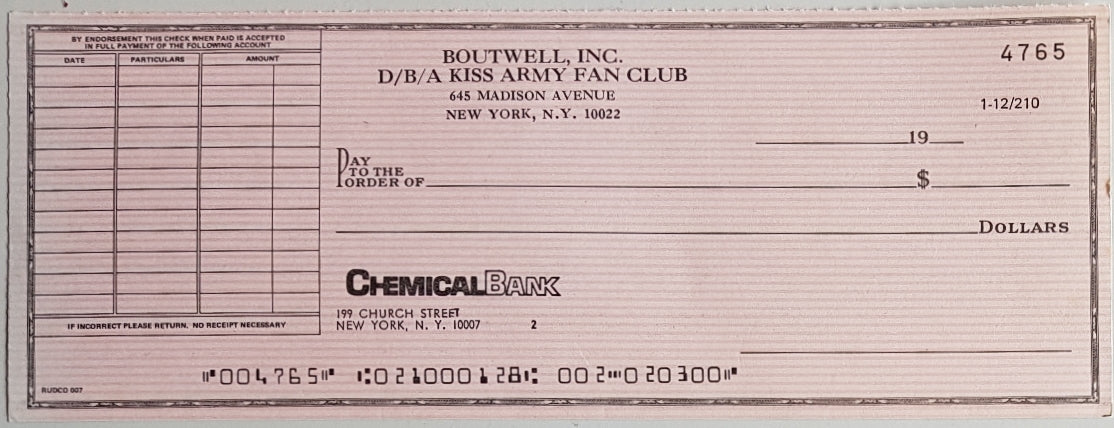 BY ENDORSEMENT THIS CHECK WHEN PAID IS ACCEPTED
IN FULL PAYMENT OF THE FOLLOWING ACCOUNT
DATE PARTICULARS AMOUNT
IF INCORRECT PLEASE RETURN. NO RECEIPT NECESSARY
RUDCO 007
BOUTWELL, INC.
D/B/A KISS ARMY FAN CLUB
645 MADISON AVENUE
NEW YORK, N.Y. 10022
4765
1-12/210
19
PAY
TO THE
ORDER OF $
DOLLARS
CHEMICALBANK
199 CHURCH STREET
NEW YORK, N. Y. 10007 2
⑈004765⑈ ⑆021000128⑆ 002⑉020300⑈